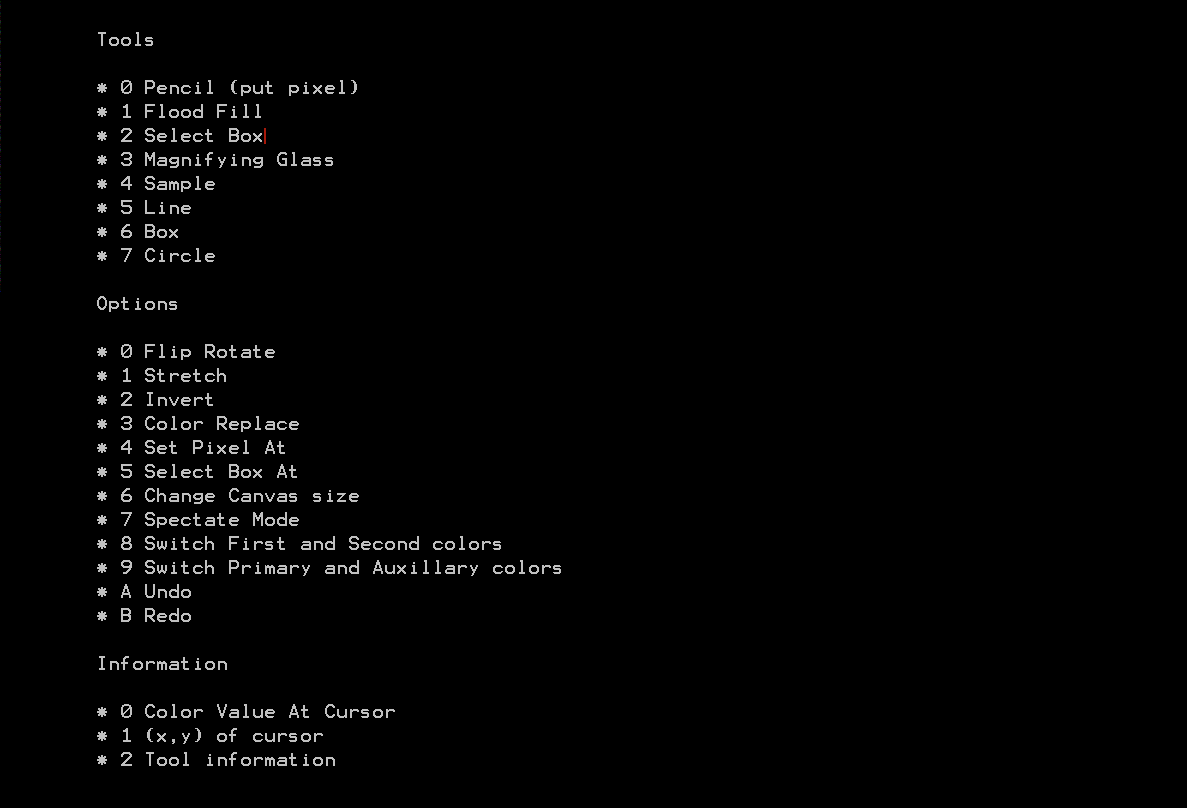 Tools
* 0 Pencil (put pixel)
* 1 Flood Fill
* 2 Select Box
* 3 Magnifying Glass
* 4 Sample
* 5 Line
* 6 Box
* 7 Circle
Options
* 0 Flip Rotate
* 1 Stretch
* 2 Invert
* 3 Color Replace
* 4 Set Pixel At
* 5 Select Box At
* 6 Change Canvas size
* 7 Spectate Mode
* 8 Switch First and Second colors
* 9 Switch Primary and Auxillary colors
* A Undo
* B Redo
Information
* 0 Color Value At Cursor
* 1 (x,y) of cursor
* 2 Tool information